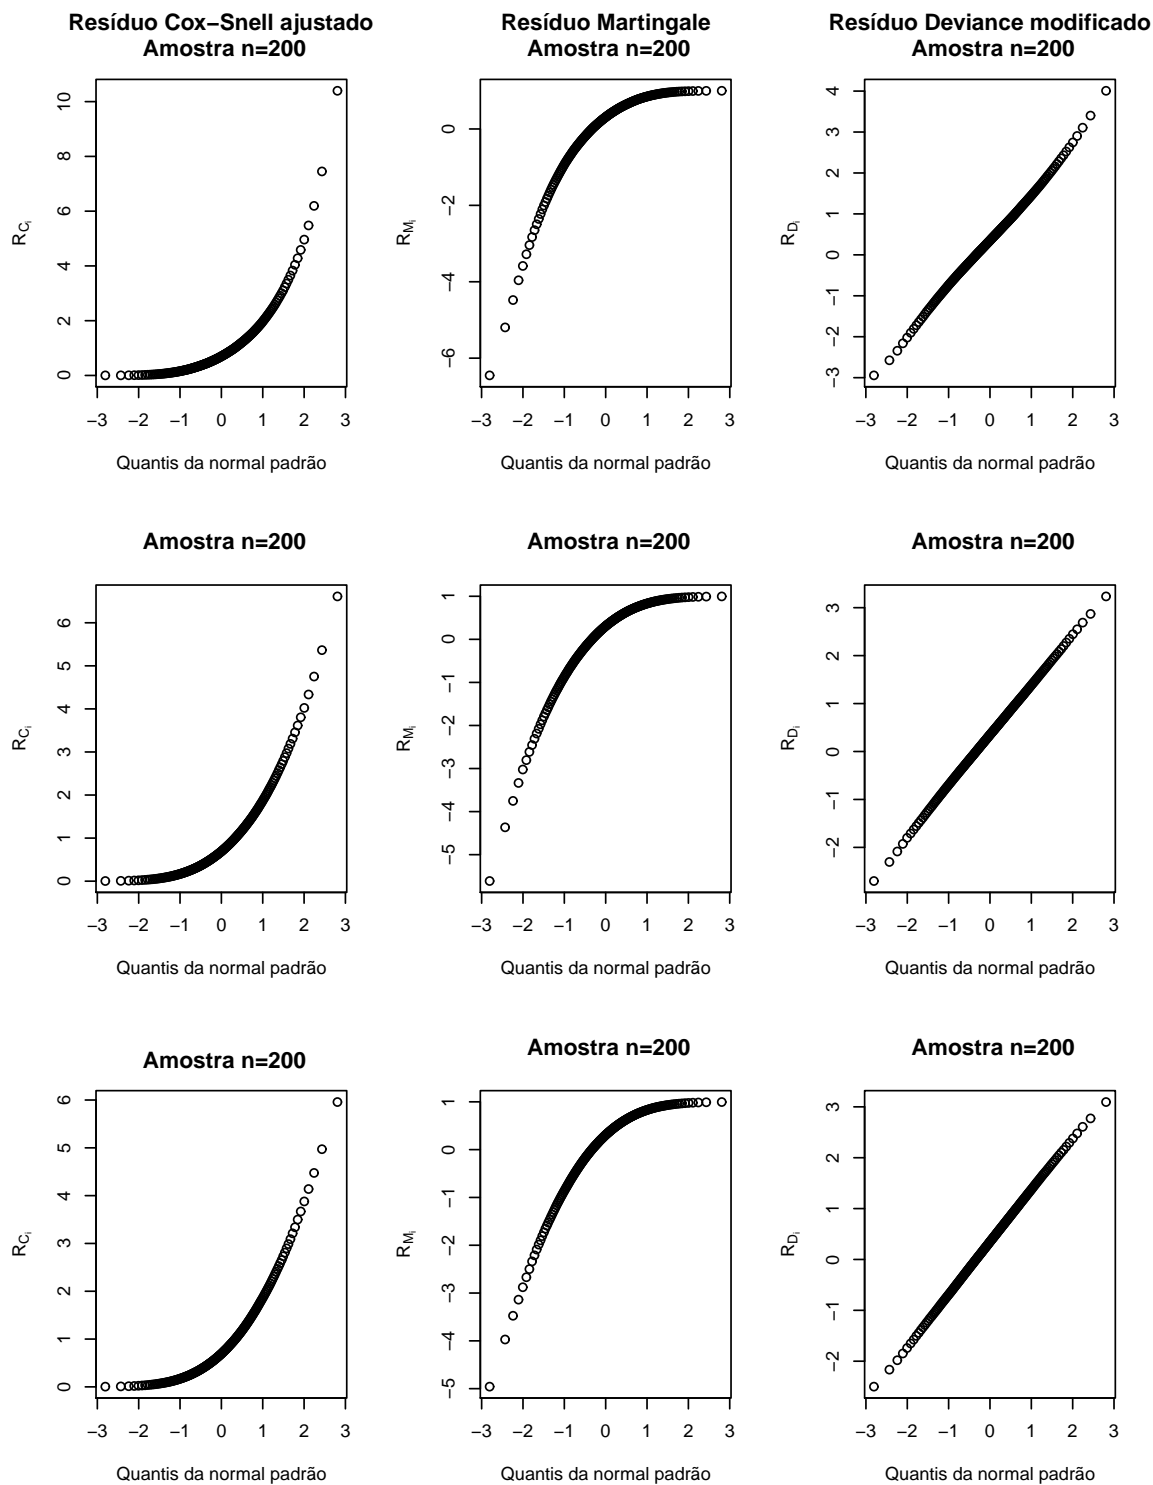 Resíduo Cox−Snell ajustado
Amostra n=200
Resíduo Martingale
Amostra n=200
Resíduo Deviance modificado
Amostra n=200
R_{C_i}
0 2 4 6 8 10
−3 −2 −1 0 1 2 3
Quantis da normal padrão
R_{M_i}
−6 −4 −2 0
−3 −2 −1 0 1 2 3
Quantis da normal padrão
R_{D_i}
−3 −2 −1 0 1 2 3 4
−3 −2 −1 0 1 2 3
Quantis da normal padrão
Amostra n=200
R_{C_i}
0 1 2 3 4 5 6
−3 −2 −1 0 1 2 3
Quantis da normal padrão
Amostra n=200
R_{M_i}
−5 −4 −3 −2 −1 0 1
−3 −2 −1 0 1 2 3
Quantis da normal padrão
Amostra n=200
R_{D_i}
−2 −1 0 1 2 3
−3 −2 −1 0 1 2 3
Quantis da normal padrão
Amostra n=200
R_{C_i}
0 1 2 3 4 5 6
−3 −2 −1 0 1 2 3
Quantis da normal padrão
Amostra n=200
R_{M_i}
−5 −4 −3 −2 −1 0 1
−3 −2 −1 0 1 2 3
Quantis da normal padrão
Amostra n=200
R_{D_i}
−2 −1 0 1 2 3
−3 −2 −1 0 1 2 3
Quantis da normal padrão